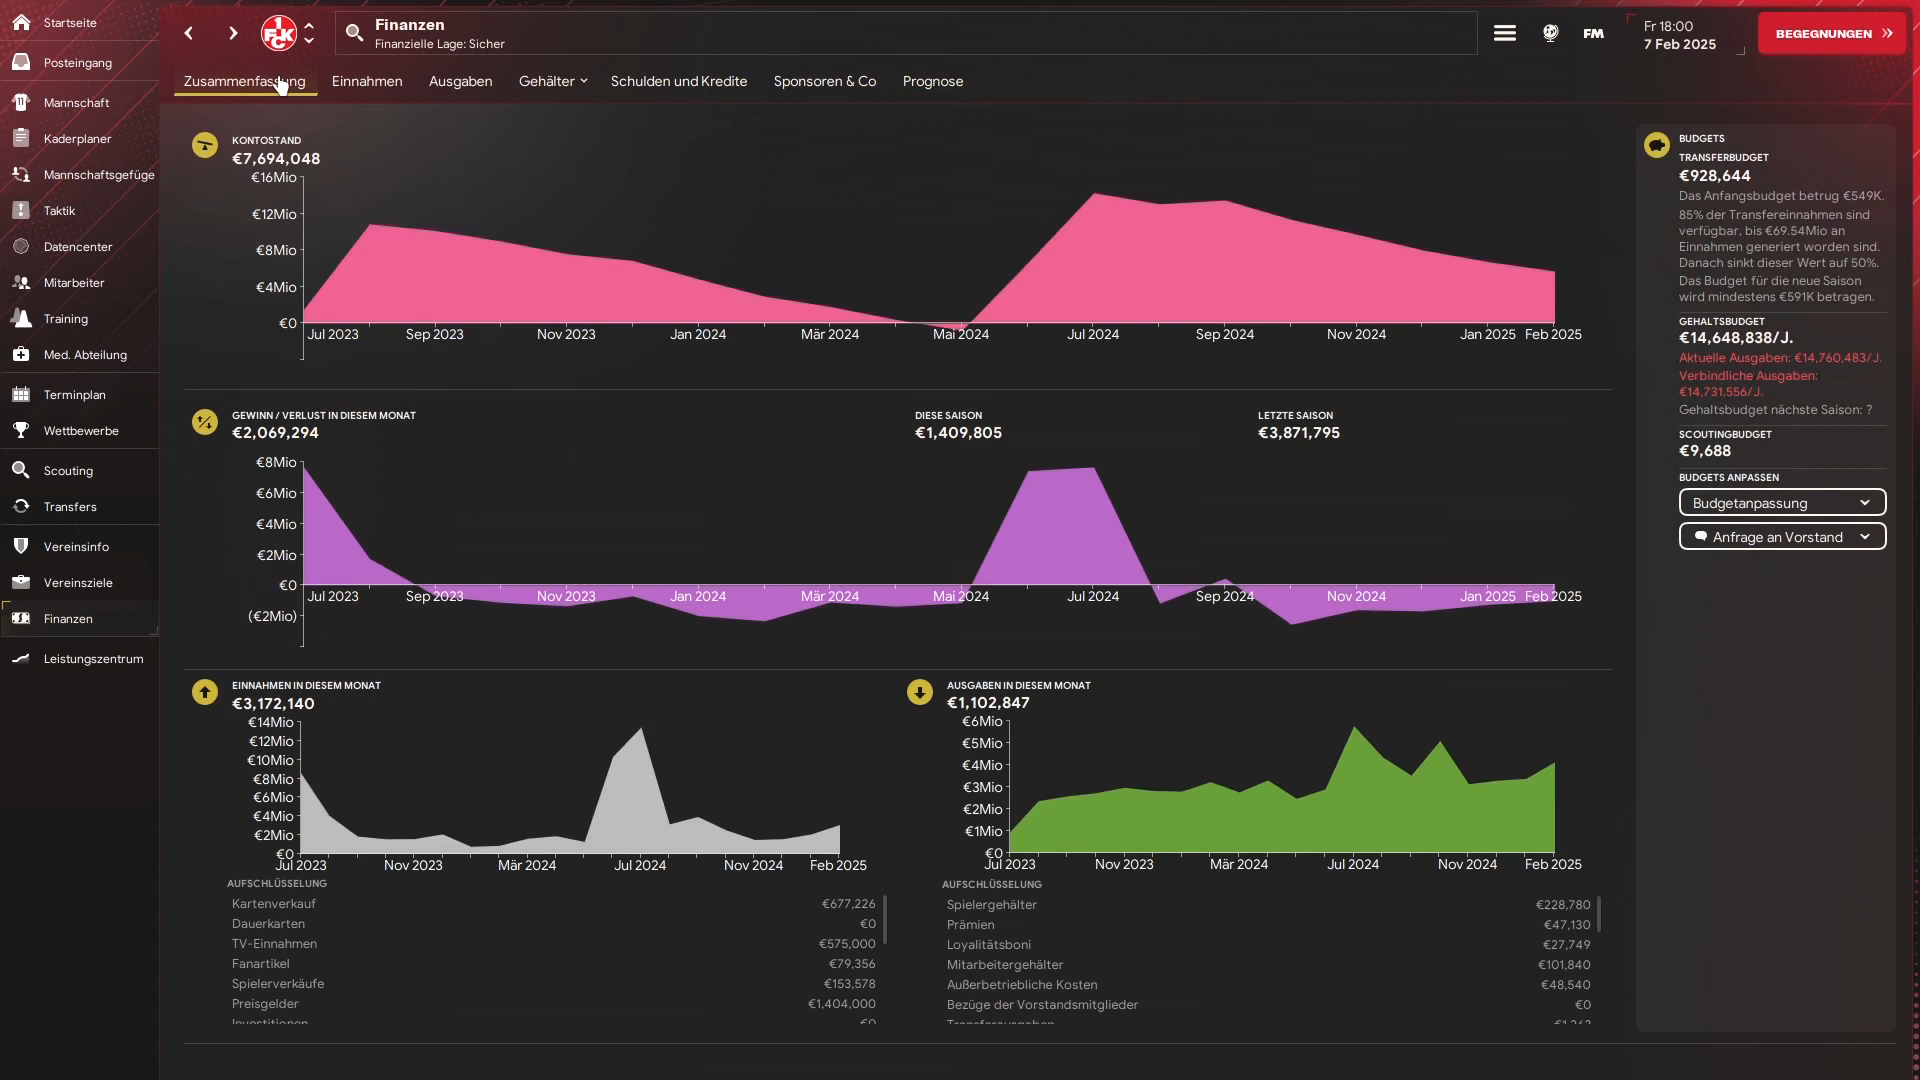 Startseite
Posteingang
Mannschaft
Kaderplaner
Mannschaftsgefüge
Taktik
Datencenter
Mitarbeiter
Training
Med. Abteilung
Terminplan
Wettbewerbe
Scouting
Transfers
Vereinsinfo
Vereinsziele
Finanzen
Leistungszentrum
1 FCK
Finanzen
Finanzielle Lage: Sicher
FM
Fr 18:00
7 Feb 2025
BEGEGNUNGEN
Zusammenfassung
Einnahmen
Ausgaben
Gehälter
Schulden und Kredite
Sponsoren & Co
Prognose
KONTOSTAND
€7,694,048
€16Mio
€12Mio
€8Mio
€4Mio
€0
Jul 2023 Sep 2023 Nov 2023 Jan 2024 Mär 2024 Mai 2024 Jul 2024 Sep 2024 Nov 2024 Jan 2025 Feb 2025
GEWINN / VERLUST IN DIESEM MONAT
€2,069,294
DIESE SAISON
€1,409,805
LETZTE SAISON
€3,871,795
€8Mio
€6Mio
€4Mio
€2Mio
€0
(€2Mio)
Jul 2023 Sep 2023 Nov 2023 Jan 2024 Mär 2024 Mai 2024 Jul 2024 Sep 2024 Nov 2024 Jan 2025 Feb 2025
EINNAHMEN IN DIESEM MONAT
€3,172,140
€14Mio
€12Mio
€10Mio
€8Mio
€6Mio
€4Mio
€2Mio
€0
Jul 2023 Nov 2023 Mär 2024 Jul 2024 Nov 2024 Feb 2025
AUFSCHLÜSSELUNG
Kartenverkauf €677,226
Dauerkarten €0
TV-Einnahmen €575,000
Fanartikel €79,356
Spielerverkäufe €153,578
Preisgelder €1,404,000
Investitionen €0
AUSGABEN IN DIESEM MONAT
€1,102,847
€6Mio
€5Mio
€4Mio
€3Mio
€2Mio
€1Mio
€0
Jul 2023 Nov 2023 Mär 2024 Jul 2024 Nov 2024 Feb 2025
AUFSCHLÜSSELUNG
Spielergehälter €228,780
Prämien €47,130
Loyalitätsboni €27,749
Mitarbeitergehälter €101,840
Außerbetriebliche Kosten €48,540
Bezüge der Vorstandsmitglieder €0
Transferausgaben
BUDGETS
TRANSFERBUDGET
€928,644
Das Anfangsbudget betrug €549K.
85% der Transfereinnahmen sind
verfügbar, bis €69.54Mio an
Einnahmen generiert worden sind.
Danach sinkt dieser Wert auf 50%.
Das Budget für die neue Saison
wird mindestens €591K betragen.
GEHALTSBUDGET
€14,648,838/J.
Aktuelle Ausgaben: €14,760,483/J.
Verbindliche Ausgaben:
€14,731,556/J.
Gehaltsbudget nächste Saison: ?
SCOUTINGBUDGET
€9,688
BUDGETS ANPASSEN
Budgetanpassung
Anfrage an Vorstand